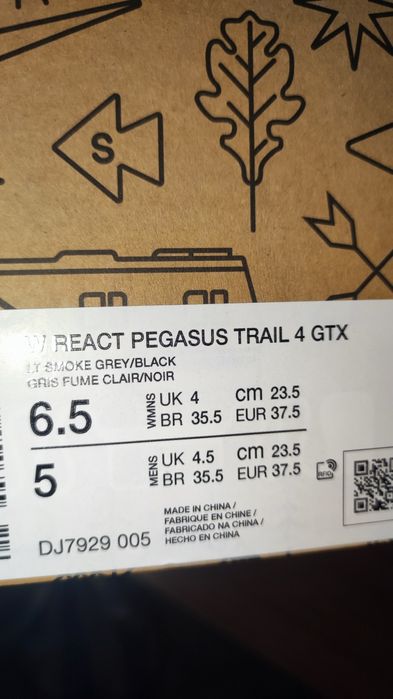 S
W REACT PEGASUS TRAIL 4 GTX
LT SMOKE GREY/BLACK
GRIS FUME CLAIR/NOIR
6.5 WMNS UK 4 cm 23.5
BR 35.5 EUR 37.5
5 MENS UK 4.5 cm 23.5
BR 35.5 EUR 37.5
RFID
MADE IN CHINA /
FABRIQUE EN CHINE /
FABRICADO NA CHINA /
HECHO EN CHINA
DJ7929 005